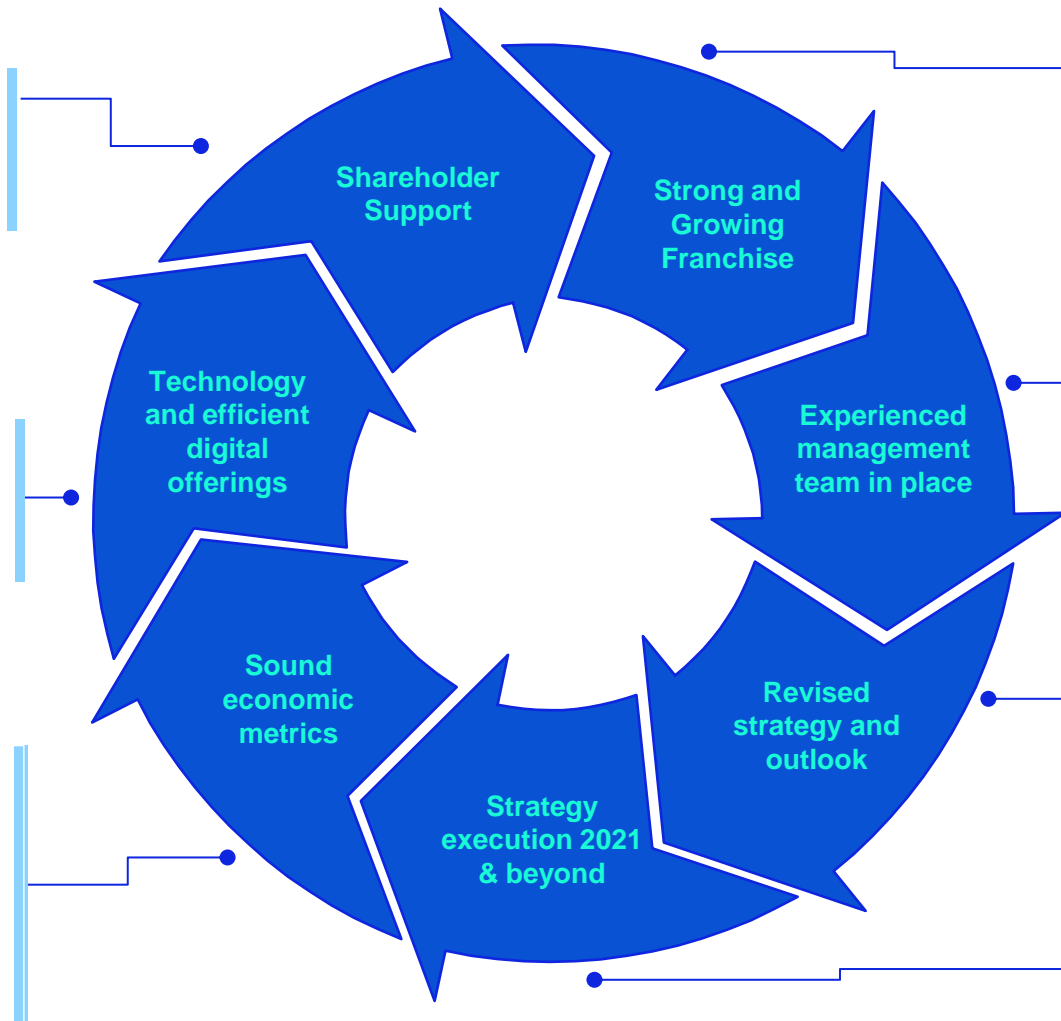 Shareholder
Support
Strong and
Growing
Franchise
Experienced
management
team in place
Revised
strategy and
outlook
Strategy
execution 2021
& beyond
Sound
economic
metrics
Technology
and efficient
digital
offerings